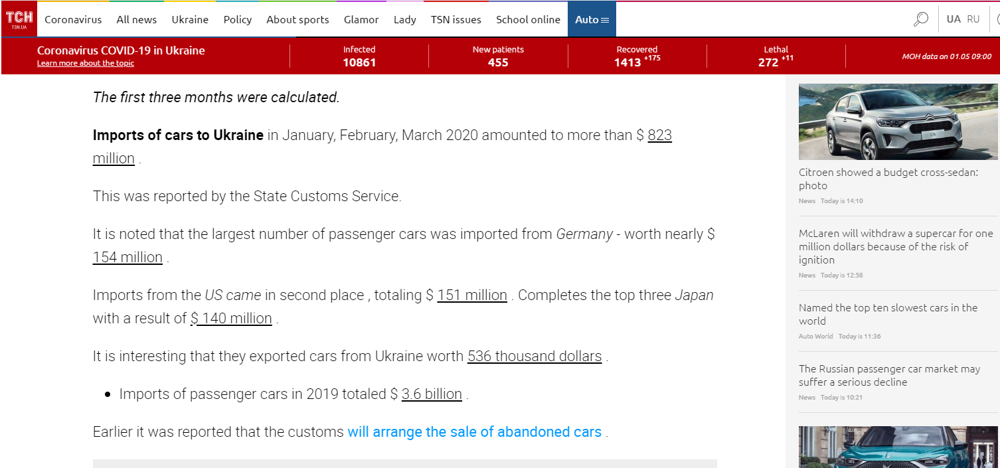 TCH
TSN.UA
Coronavirus All news Ukraine Policy About sports Glamor Lady TSN issues School online Auto
UA RU
Coronavirus COVID-19 in Ukraine
Learn more about the topic
Infected
10861
New patients
455
Recovered
1413 +175
Lethal
272 +11
MOH data on 01.05 09:00
The first three months were calculated.
Imports of cars to Ukraine in January, February, March 2020 amounted to more than $ 823
million .
This was reported by the State Customs Service.
It is noted that the largest number of passenger cars was imported from Germany - worth nearly $
154 million .
Imports from the US came in second place , totaling $ 151 million . Completes the top three Japan
with a result of $ 140 million .
It is interesting that they exported cars from Ukraine worth 536 thousand dollars .
• Imports of passenger cars in 2019 totaled $ 3.6 billion .
Earlier it was reported that the customs will arrange the sale of abandoned cars .
Citroen showed a budget cross-sedan:
photo
News Today is 14:10
McLaren will withdraw a supercar for one
million dollars because of the risk of
ignition
News Today is 12:58
Named the top ten slowest cars in the
world
Auto World Today is 11:36
The Russian passenger car market may
suffer a serious decline
News Today is 10:21